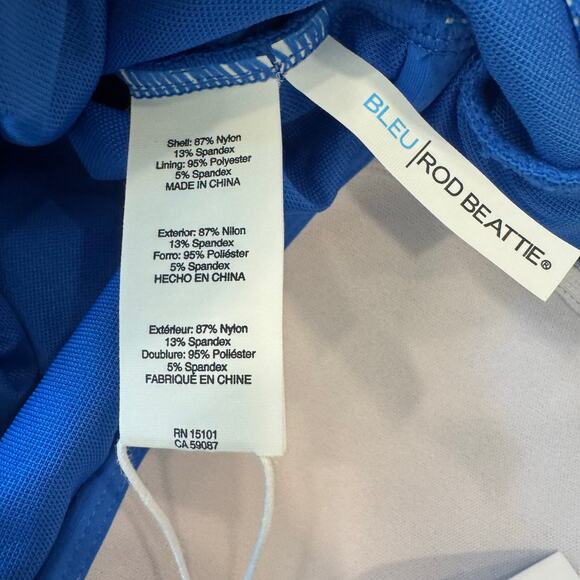 Shell: 87% Nylon
13% Spandex
Lining: 95% Polyester
5% Spandex
MADE IN CHINA
Exterior: 87% Nilon
13% Spandex
Forro: 95% Poliéster
5% Spandex
HECHO EN CHINA
Extérieur: 87% Nylon
13% Spandex
Doublure: 95% Poliéster
5% Spandex
FABRIQUÉ EN CHINE
RN 15101
CA 59087
BLEU|ROD BEATTIE®